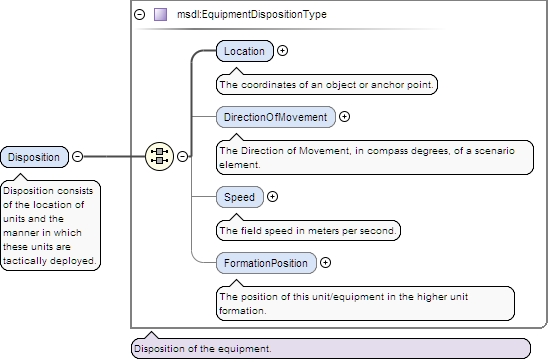 msdl:EquipmentDispositionType
Location
The coordinates of an object or anchor point.
DirectionOfMovement
The Direction of Movement, in compass degrees, of a scenario
element.
Disposition
Disposition consists
of the location of
units and the
manner in which
these units are
tactically deployed.
Speed
The field speed in meters per second.
FormationPosition
The position of this unit/equipment in the higher unit
formation.
Disposition of the equipment.